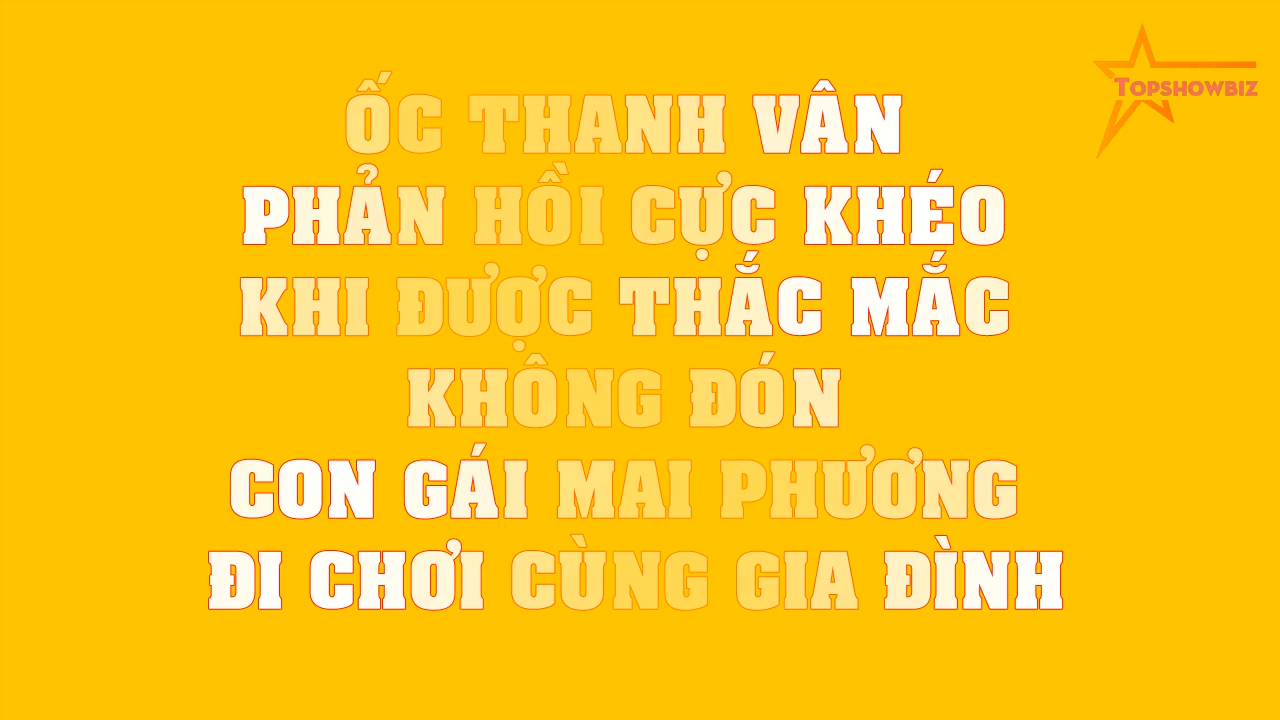 TOPSHOWBIZ
ỐC THANH VÂN
PHẢN HỒI CỰC KHÉO
KHI ĐƯỢC THẮC MẮC
KHÔNG ĐÓN
CON GÁI MAI PHƯƠNG
ĐI CHƠI CÙNG GIA ĐÌNH